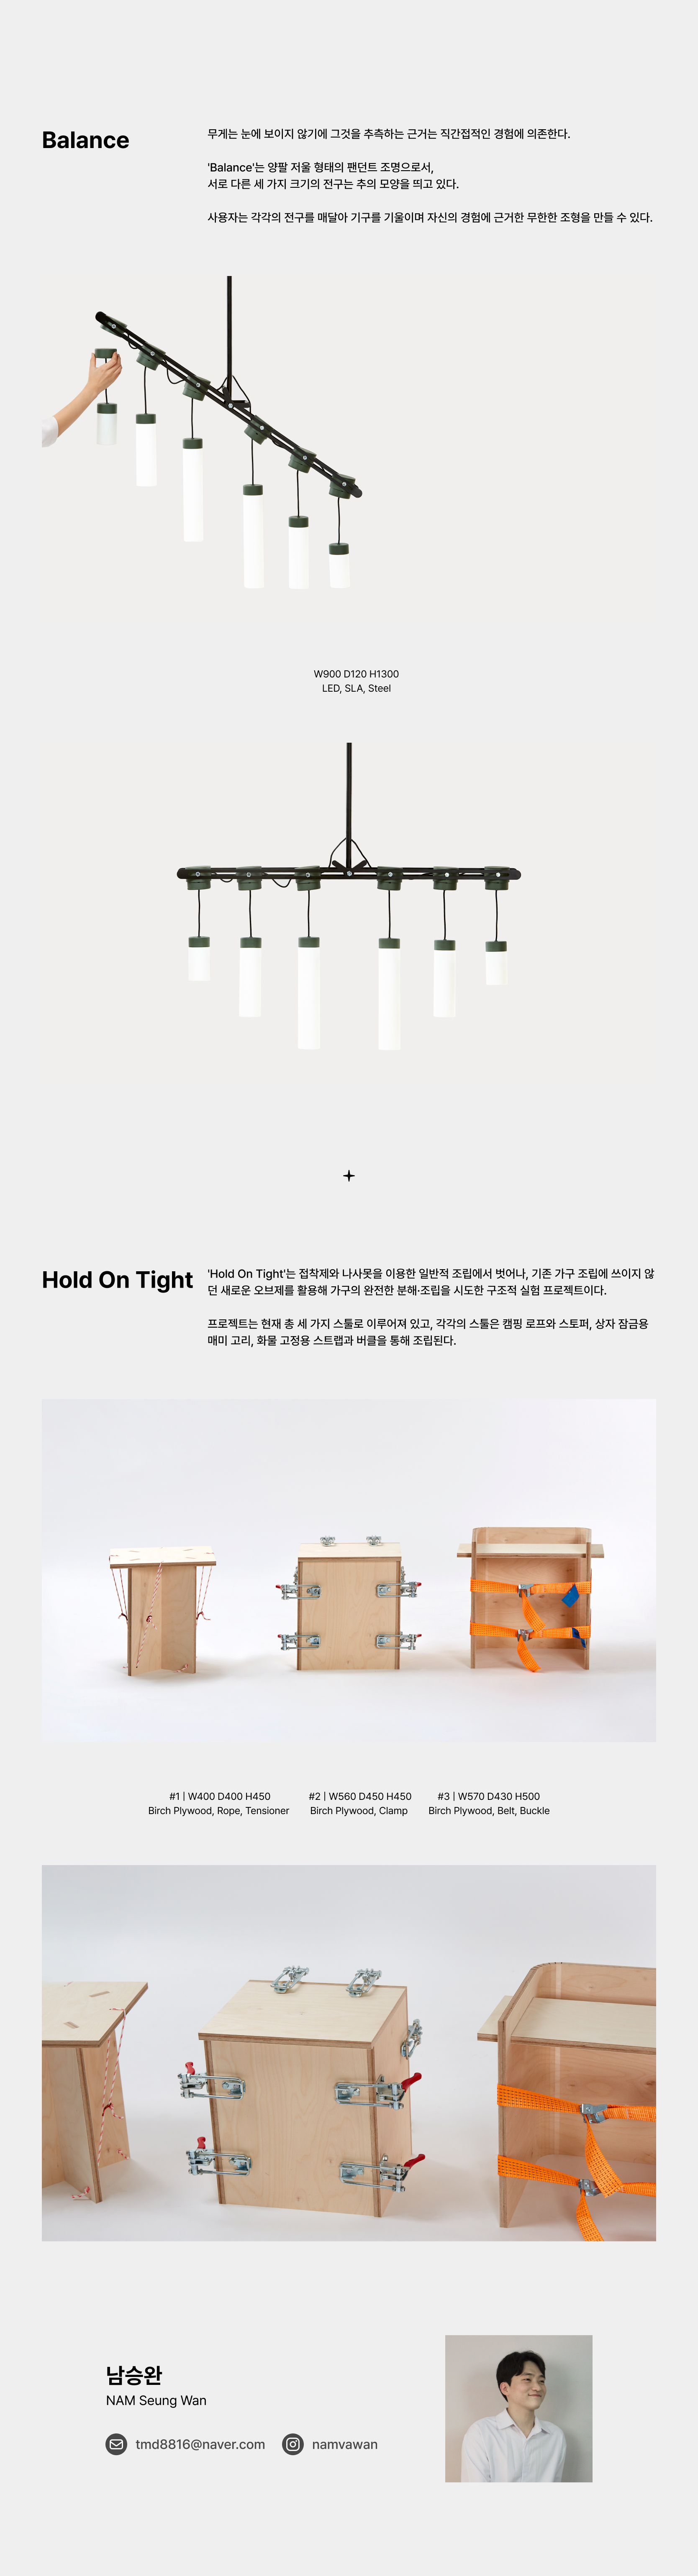 Balance
무게는 눈에 보이지 않기에 그것을 추측하는 근거는 직간접적인 경험에 의존한다.
'Balance'는 양팔 저울 형태의 팬던트 조명으로서,
서로 다른 세 가지 크기의 전구는 추의 모양을 띄고 있다.
사용자는 각각의 전구를 매달아 기구를 기울이며 자신의 경험에 근거한 무한한 조형을 만들 수 있다.
W900 D120 H1300
LED, SLA, Steel
Hold On Tight
'Hold On Tight'는 접착제와 나사못을 이용한 일반적 조립에서 벗어나, 기존 가구 조립에 쓰이지 않
던 새로운 오브제를 활용해 가구의 완전한 분해·조립을 시도한 구조적 실험 프로젝트이다.
프로젝트는 현재 총 세 가지 스툴로 이루어져 있고, 각각의 스툴은 캠핑 로프와 스토퍼, 상자 잠금용
매미 고리, 화물 고정용 스트랩과 버클을 통해 조립된다.
#1 | W400 D400 H450
Birch Plywood, Rope, Tensioner
#2 | W560 D450 H450
Birch Plywood, Clamp
#3 | W570 D430 H500
Birch Plywood, Belt, Buckle
남승완
NAM Seung Wan
tmd8816@naver.com
namvawan